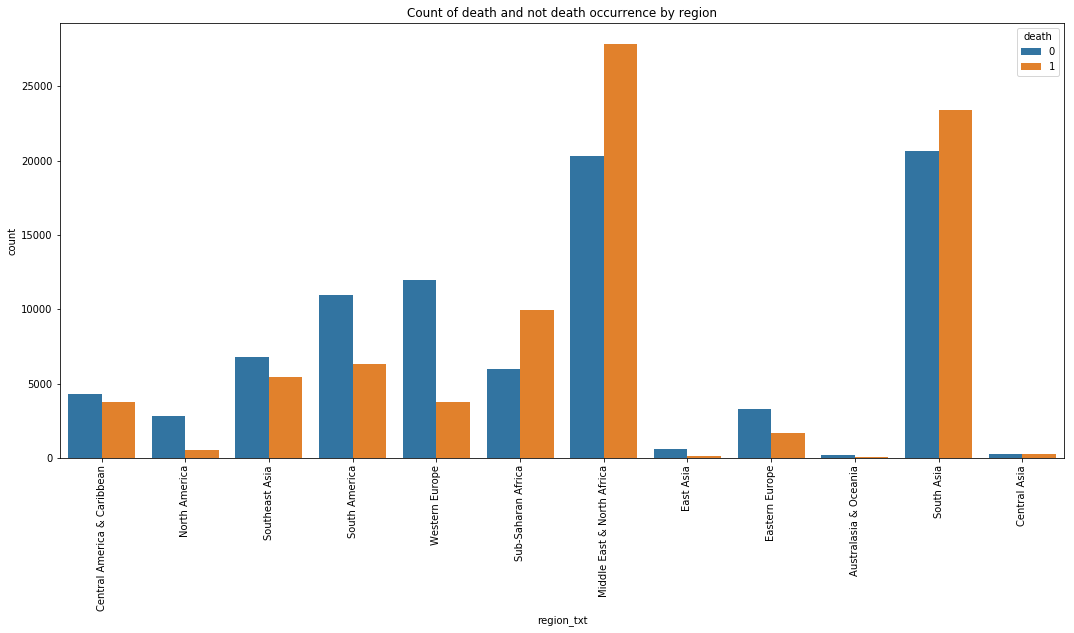 Count of death and not death occurrence by region
death
0
1
count
25000
20000
15000
10000
5000
0
Central America & Caribbean
North America
Southeast Asia
South America
Western Europe
Sub-Saharan Africa
Middle East & North Africa
East Asia
Eastern Europe
Australasia & Oceania
South Asia
Central Asia
region_txt